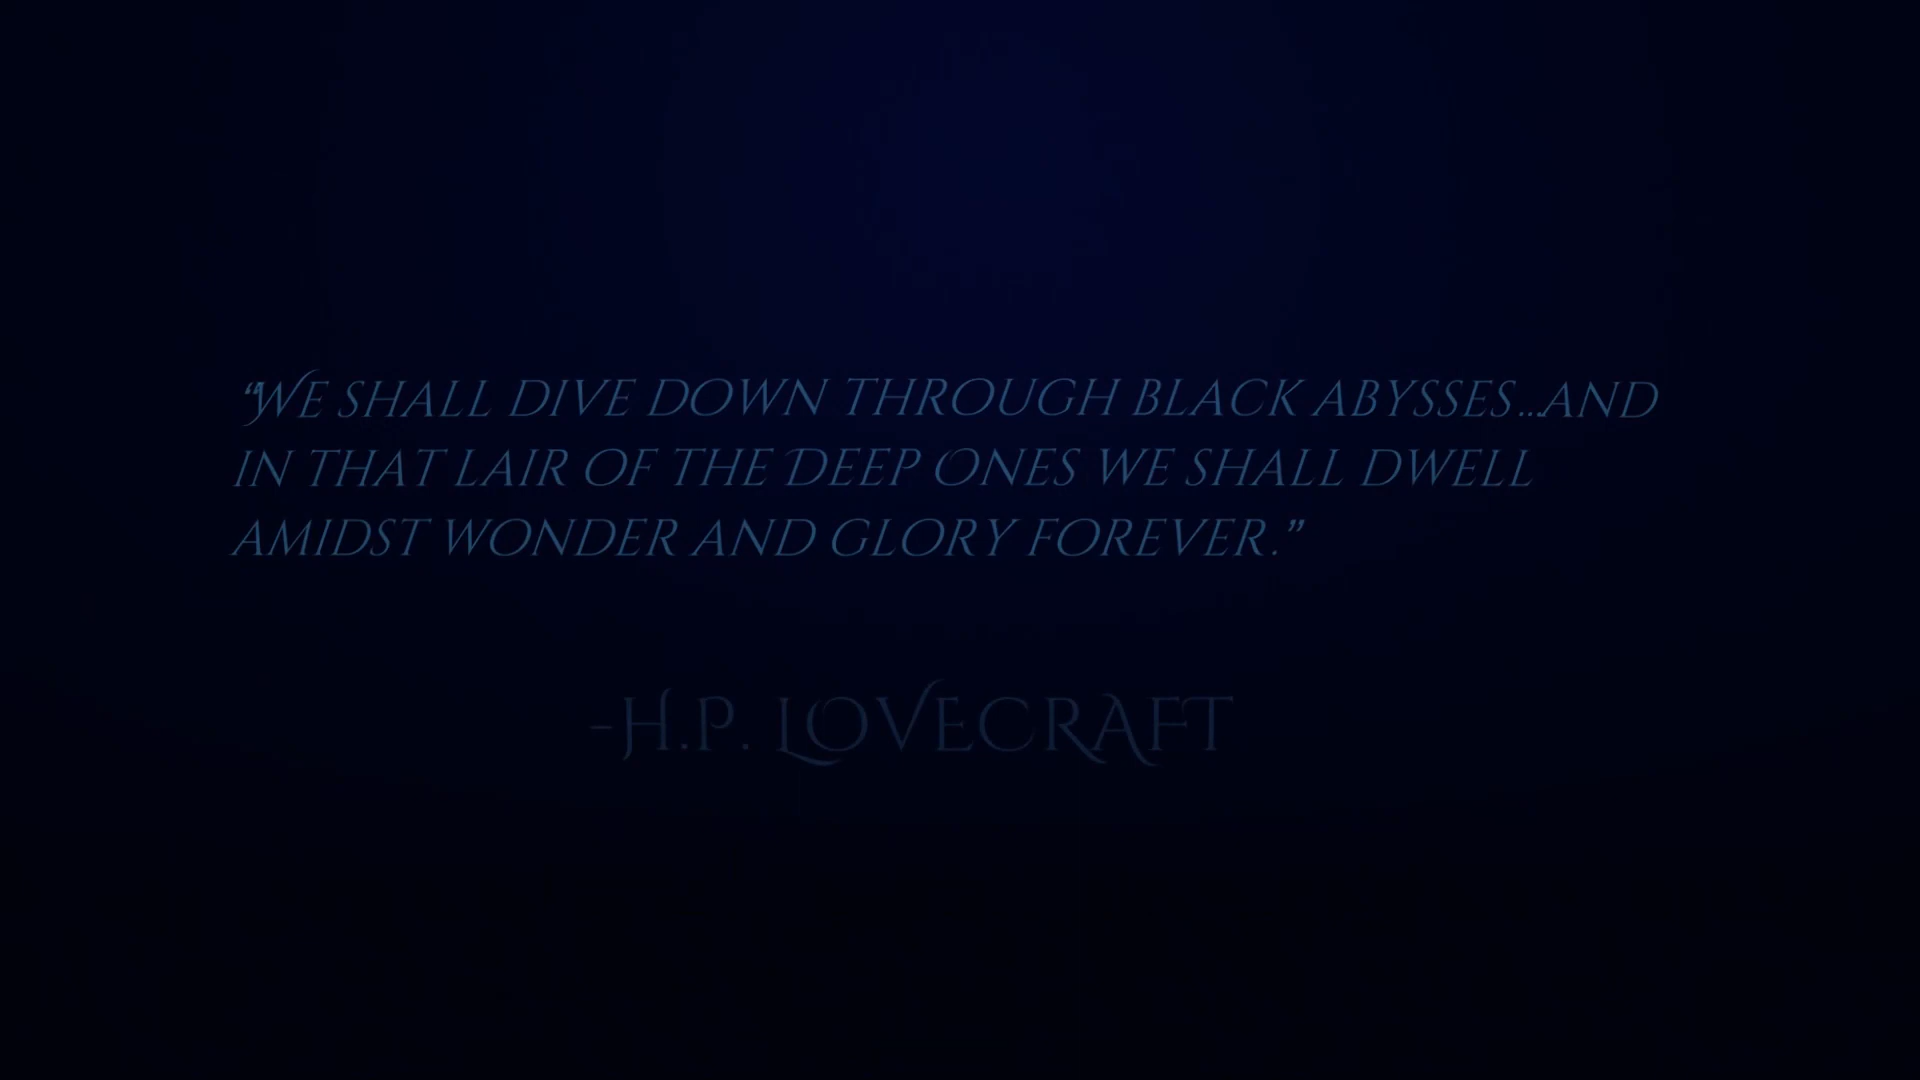 “We shall dive down through black abysses...and
in that lair of the Deep Ones we shall dwell
amidst wonder and glory forever.”
-H.P. Lovecraft